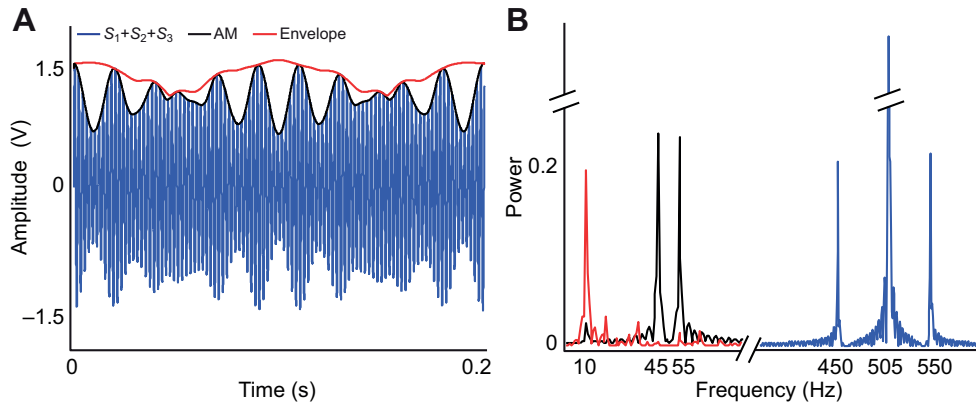 A
S1+S2+S3 AM Envelope
1.5
0
–1.5
Amplitude (V)
0 0.2
Time (s)
B
0.2
0
Power
10 45 55 450 505 550
Frequency (Hz)